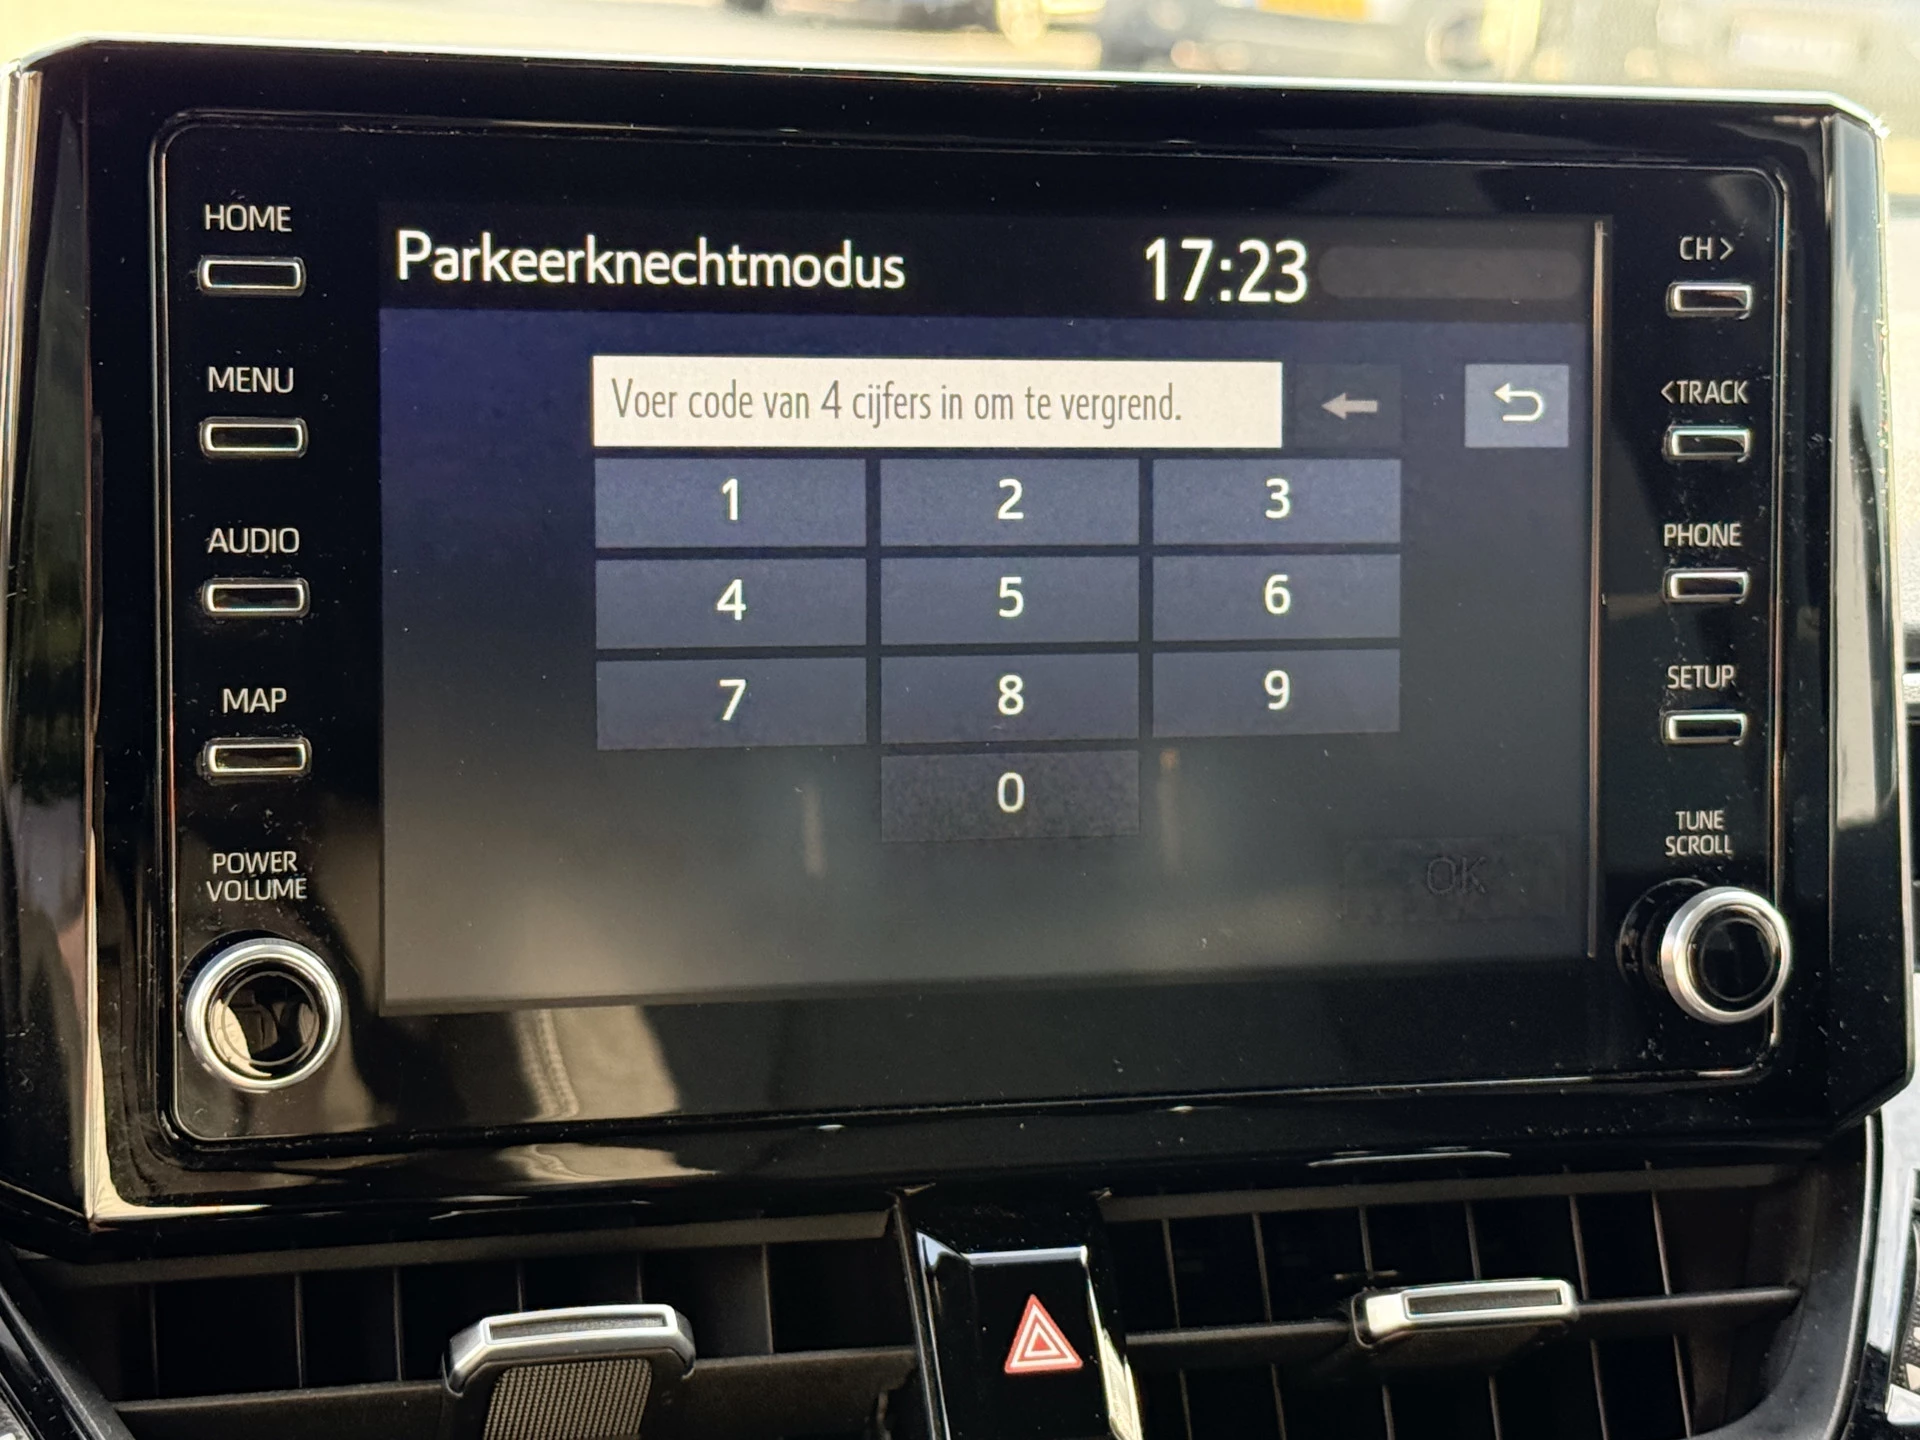 HOME
MENU
AUDIO
MAP
POWER
VOLUME
Parkeerknechtmodus 17:23
Voer code van 4 cijfers in om te vergrend.
1 2 3
4 5 6
7 8 9
0
OK
CH >
<TRACK
PHONE
SETUP
TUNE
SCROLL